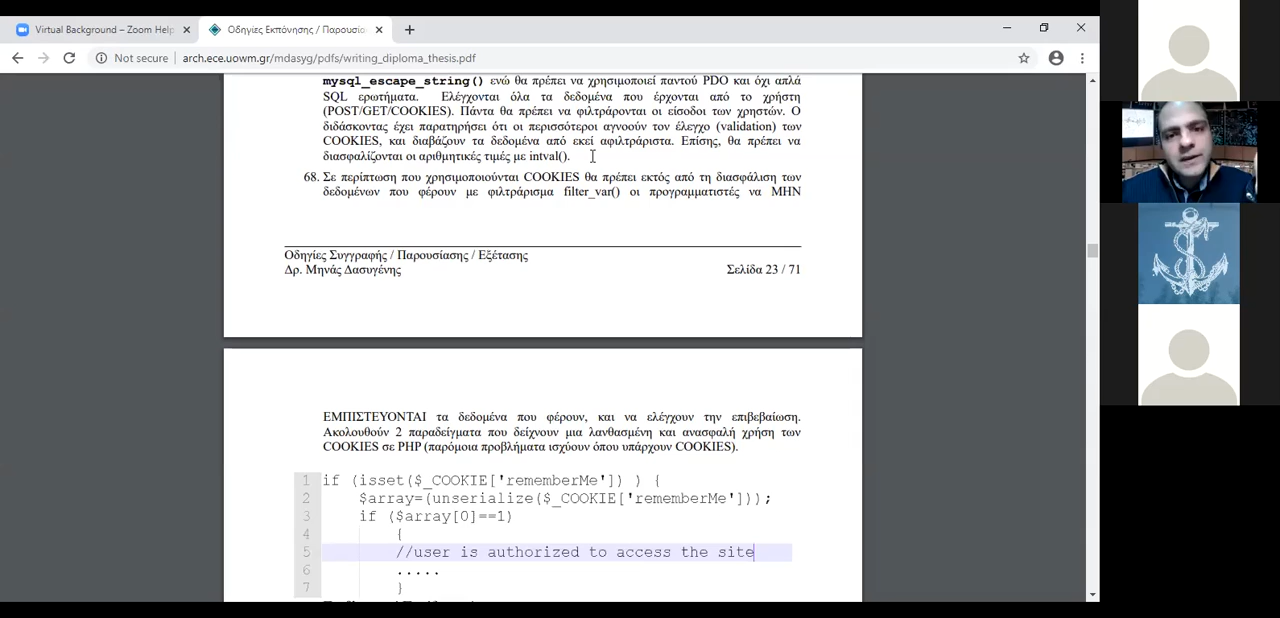 Virtual Background – Zoom Help
Οδηγίες Εκπόνησης / Παρουσίο
Not secure
arch.ece.uowm.gr/mdasyg/pdfs/writing_diploma_thesis.pdf
mysql_escape_string() ενώ θα πρέπει να χρησιμοποιεί παντού PDO και όχι απλά
SQL ερωτήματα. Ελέγχονται όλα τα δεδομένα που έρχονται από το χρήστη
(POST/GET/COOKIES). Πάντα θα πρέπει να φιλτράρονται οι είσοδοι των χρηστών. Ο
διδάσκοντας έχει παρατηρήσει ότι οι περισσότεροι αγνοούν τον έλεγχο (validation) των
COOKIES, και διαβάζουν τα δεδομένα από εκεί αφιλτράριστα. Επίσης, θα πρέπει να
διασφαλίζονται οι αριθμητικές τιμές με intval().
68. Σε περίπτωση που χρησιμοποιούνται COOKIES θα πρέπει εκτός από τη διασφάλιση των
δεδομένων που φέρουν με φιλτράρισμα filter_var() οι προγραμματιστές να ΜΗΝ
Οδηγίες Συγγραφής / Παρουσίασης / Εξέτασης
Δρ. Μηνάς Δασυγένης
Σελίδα 23 / 71
ΕΜΠΙΣΤΕΥΟΝΤΑΙ τα δεδομένα που φέρουν, και να ελέγχουν την επιβεβαίωση.
Ακολουθούν 2 παραδείγματα που δείχνουν μια λανθασμένη και ανασφαλή χρήση των
COOKIES σε PHP (παρόμοια προβλήματα ισχύουν όπου υπάρχουν COOKIES).
1 if (isset($_COOKIE['rememberMe']) ) {
2 $array=(unserialize($_COOKIE['rememberMe']));
3 if ($array[0]==1)
4 {
5 //user is authorized to access the site
6 .....
7 }